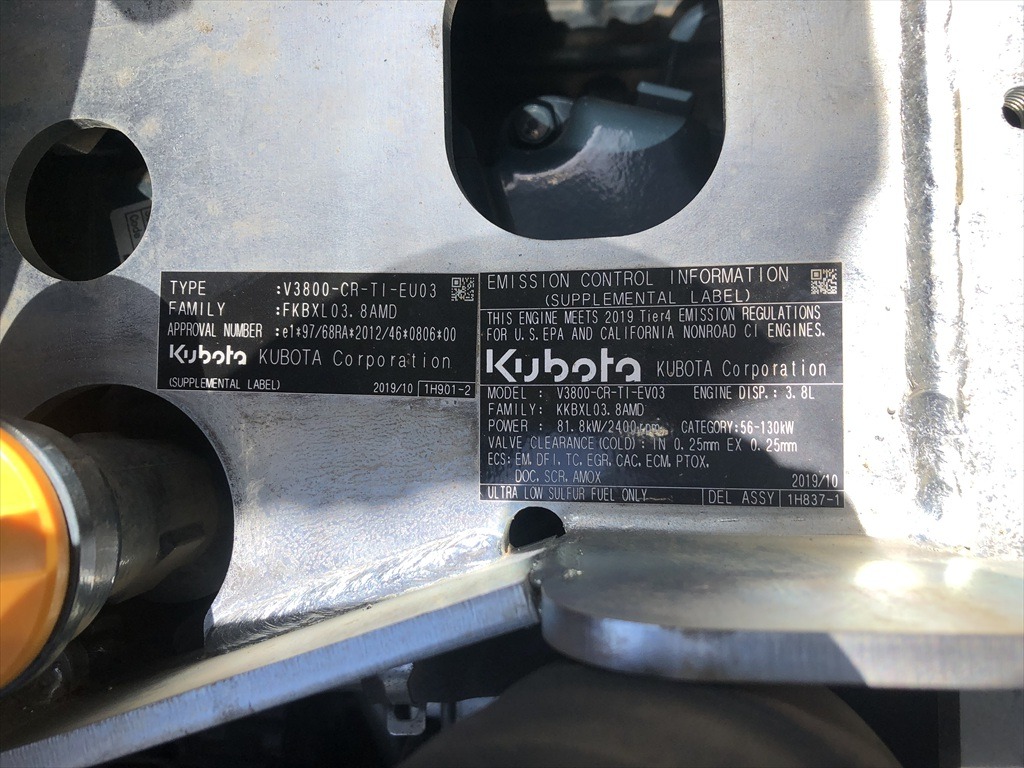 TYPE :V3800-CR-TI-EU03
FAMILY :FKBXL03.8AMD
APPROVAL NUMBER :e1*97/68RA*2012/46*0806*00
Kubota KUBOTA Corporation
(SUPPLEMENTAL LABEL) 2019/10 1H901-2
EMISSION CONTROL INFORMATION
(SUPPLEMENTAL LABEL)
THIS ENGINE MEETS 2019 Tier4 EMISSION REGULATIONS
FOR U.S.EPA AND CALIFORNIA NONROAD CI ENGINES.
Kubota KUBOTA Corporation
MODEL : V3800-CR-TI-EV03 ENGINE DISP.: 3.8L
FAMILY: KKBXL03.8AMD
POWER : 81.8kW/2400rpm CATEGORY:56-130kW
VALVE CLEARANCE(COLD): IN 0.25mm EX 0.25mm
ECS: EM, DFI, TC, EGR, CAC, ECM, PTOX,
DOC, SCR, AMOX 2019/10
ULTRA LOW SULFUR FUEL ONLY DEL ASSY 1H837-1